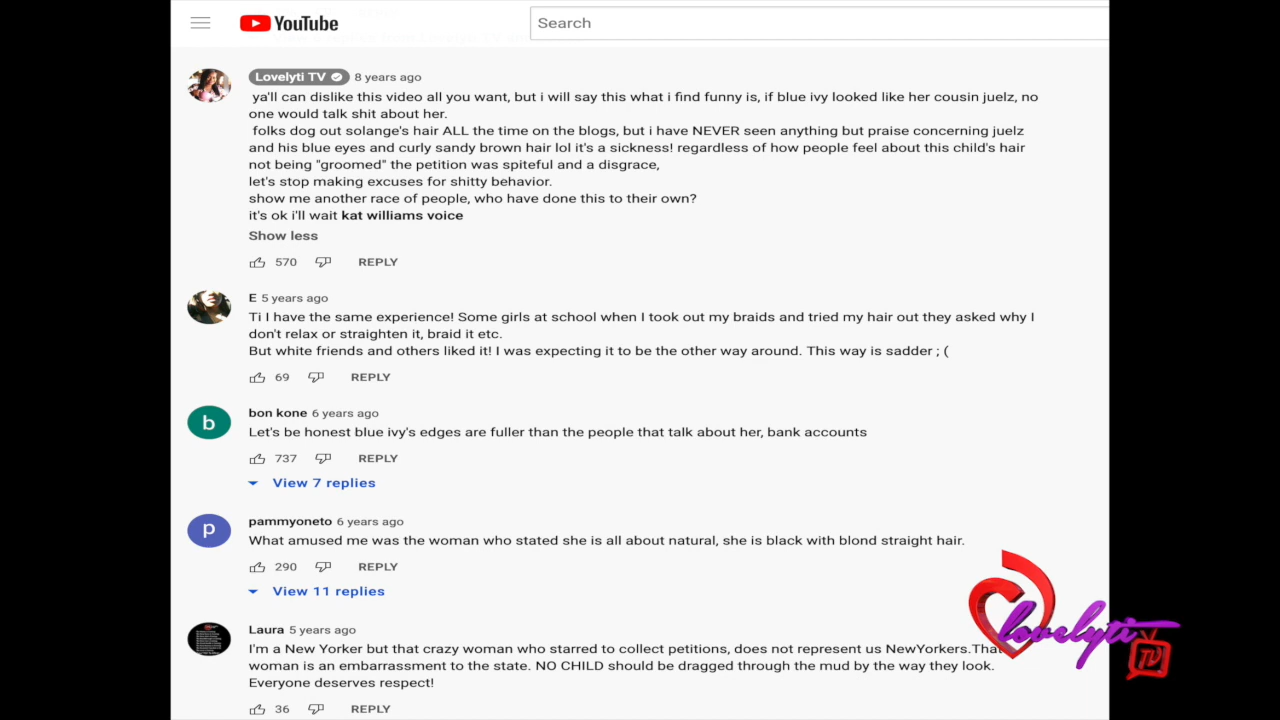 YouTube
Search
Lovelyti TV 8 years ago
ya'll can dislike this video all you want, but i will say this what i find funny is, if blue ivy looked like her cousin juelz, no
one would talk shit about her.
folks dog out solange's hair ALL the time on the blogs, but i have NEVER seen anything but praise concerning juelz
and his blue eyes and curly sandy brown hair lol it's a sickness! regardless of how people feel about this child's hair
not being "groomed" the petition was spiteful and a disgrace,
let's stop making excuses for shitty behavior.
show me another race of people, who have done this to their own?
it's ok i'll wait kat williams voice
Show less
570 REPLY
E 5 years ago
Ti I have the same experience! Some girls at school when I took out my braids and tried my hair out they asked why I
don't relax or straighten it, braid it etc.
But white friends and others liked it! I was expecting it to be the other way around. This way is sadder ; (
69 REPLY
b
bon kone 6 years ago
Let's be honest blue ivy's edges are fuller than the people that talk about her, bank accounts
737 REPLY
View 7 replies
p
pammyoneto 6 years ago
What amused me was the woman who stated she is all about natural, she is black with blond straight hair.
290 REPLY
View 11 replies
Laura 5 years ago
I'm a New Yorker but that crazy woman who starred to collect petitions, does not represent us NewYorkers.That
woman is an embarrassment to the state. NO CHILD should be dragged through the mud by the way they look.
Everyone deserves respect!
36 REPLY
lovelyti
TV